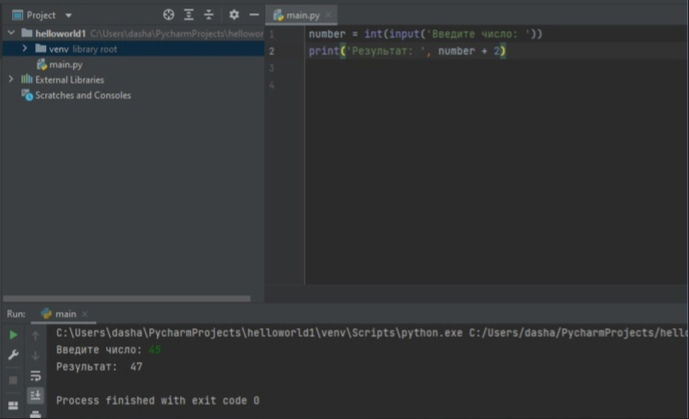 Project
main.py
helloworld1 C:\Users\dasha\PycharmProjects\hellowor
venv library root
main.py
External Libraries
Scratches and Consoles
1 number = int(input('Введите число: '))
2 print('Результат: ', number + 2)
3
4
Run: main
C:\Users\dasha\PycharmProjects\helloworld1\venv\Scripts\python.exe C:/Users/dasha/PycharmProjects/hello
Введите число: 45
Результат:  47
Process finished with exit code 0